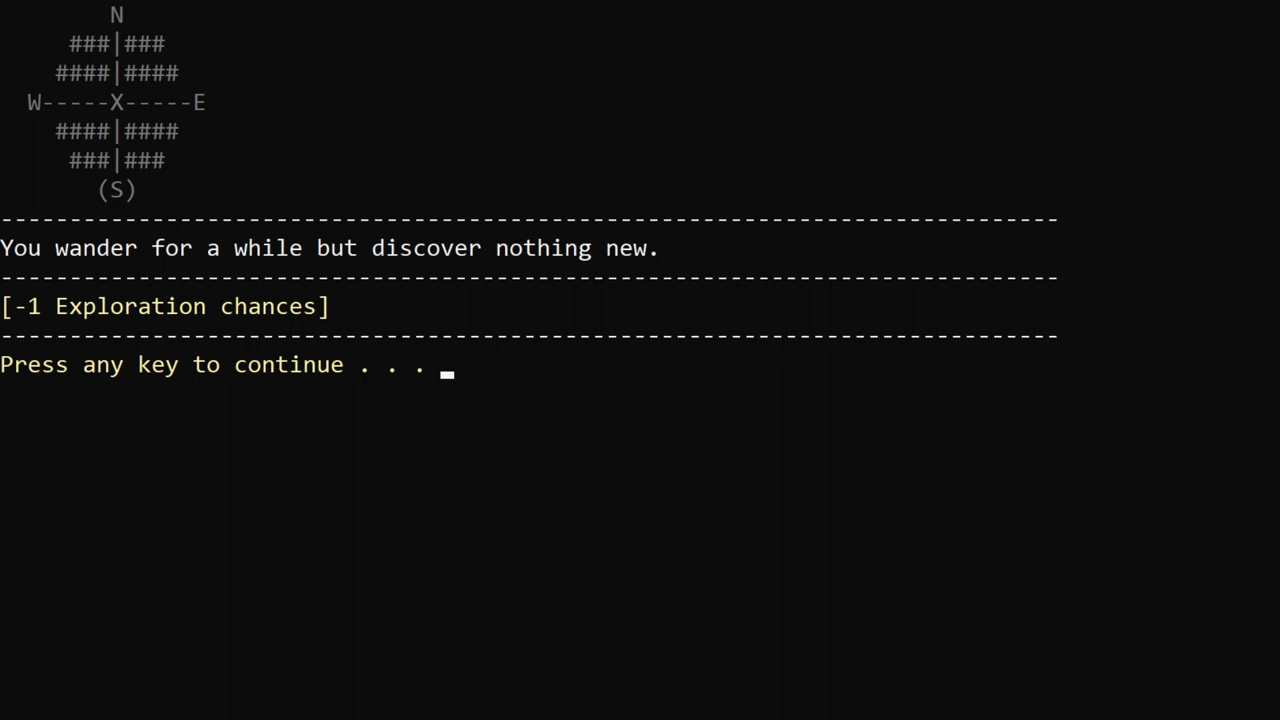 N
###|###
####|####
W-----X-----E
####|####
###|###
(S)
-----------------------------------------------------------------------------
You wander for a while but discover nothing new.
-----------------------------------------------------------------------------
[-1 Exploration chances]
-----------------------------------------------------------------------------
Press any key to continue . . .